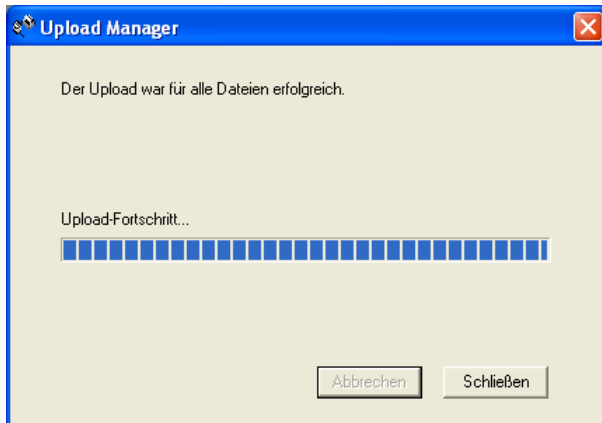 Upload Manager
Der Upload war für alle Dateien erfolgreich.
Upload-Fortschritt...
Abbrechen
Schließen